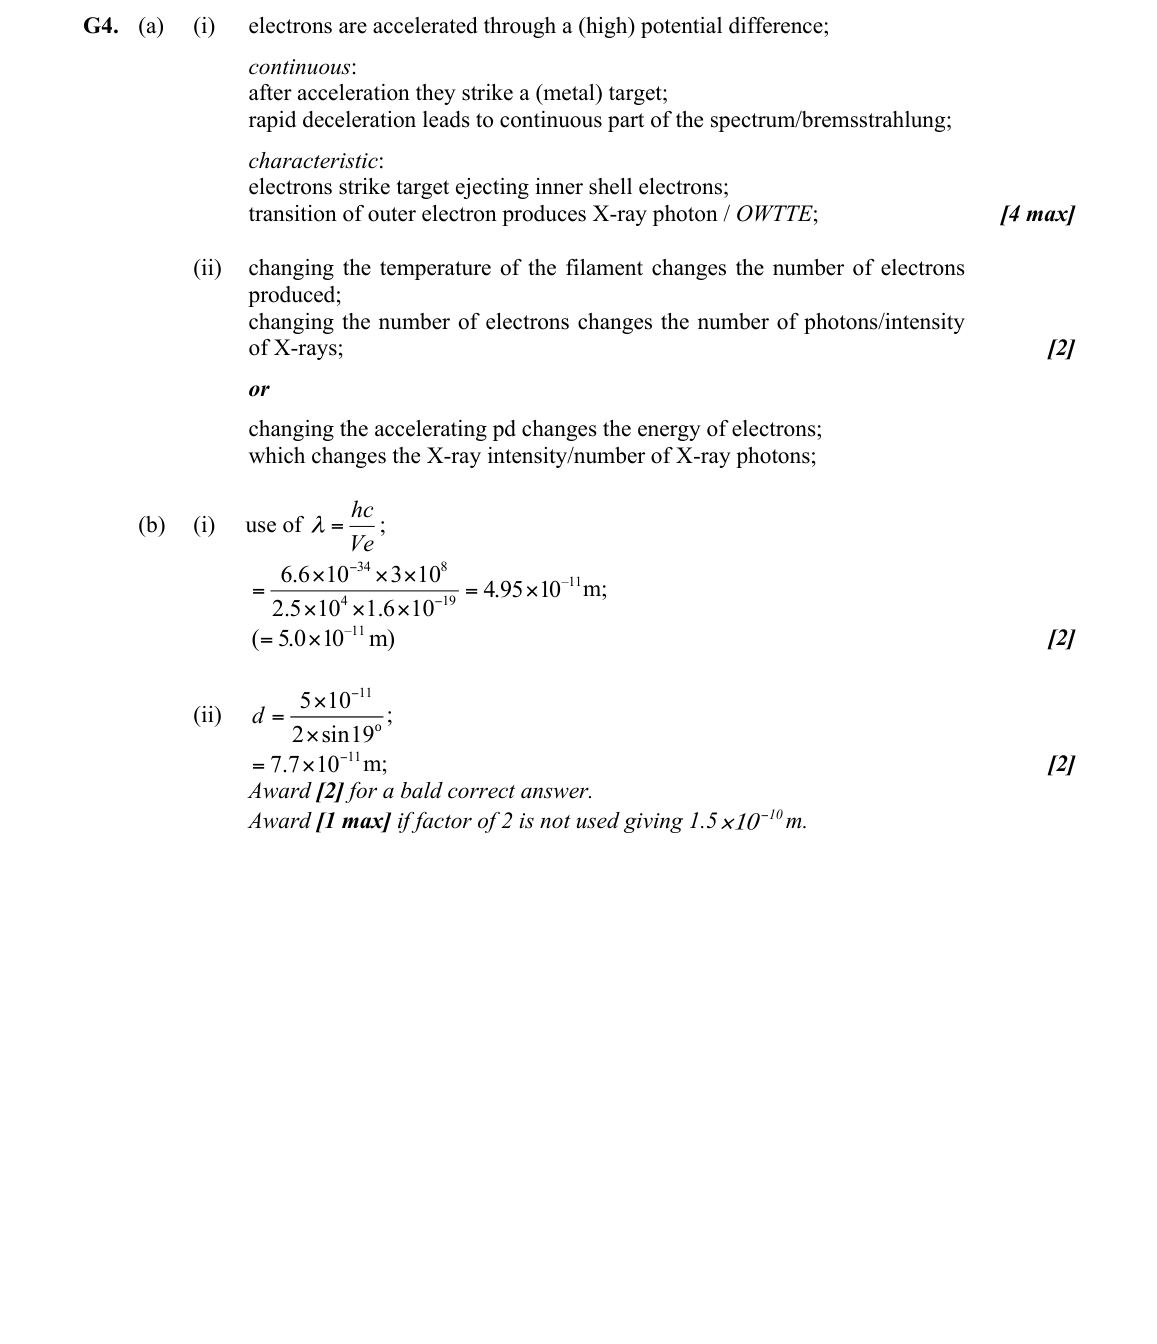 G4. (a) (i) electrons are accelerated through a (high) potential difference;
continuous:
after acceleration they strike a (metal) target;
rapid deceleration leads to continuous part of the spectrum/bremsstrahlung;
characteristic:
electrons strike target ejecting inner shell electrons;
transition of outer electron produces X-ray photon / OWTTE; [4 max]
(ii) changing the temperature of the filament changes the number of electrons
produced;
changing the number of electrons changes the number of photons/intensity
of X-rays; [2]
or
changing the accelerating pd changes the energy of electrons;
which changes the X-ray intensity/number of X-ray photons;
(b) (i) use of λ = hc/Ve;
= 6.6×10⁻³⁴ ×3×10⁸ / 2.5×10⁴ ×1.6×10⁻¹⁹ = 4.95×10⁻¹¹ m;
(= 5.0×10⁻¹¹ m) [2]
(ii) d = 5×10⁻¹¹ / 2×sin19°;
= 7.7×10⁻¹¹ m; [2]
Award [2] for a bald correct answer.
Award [1 max] if factor of 2 is not used giving 1.5×10⁻¹⁰ m.